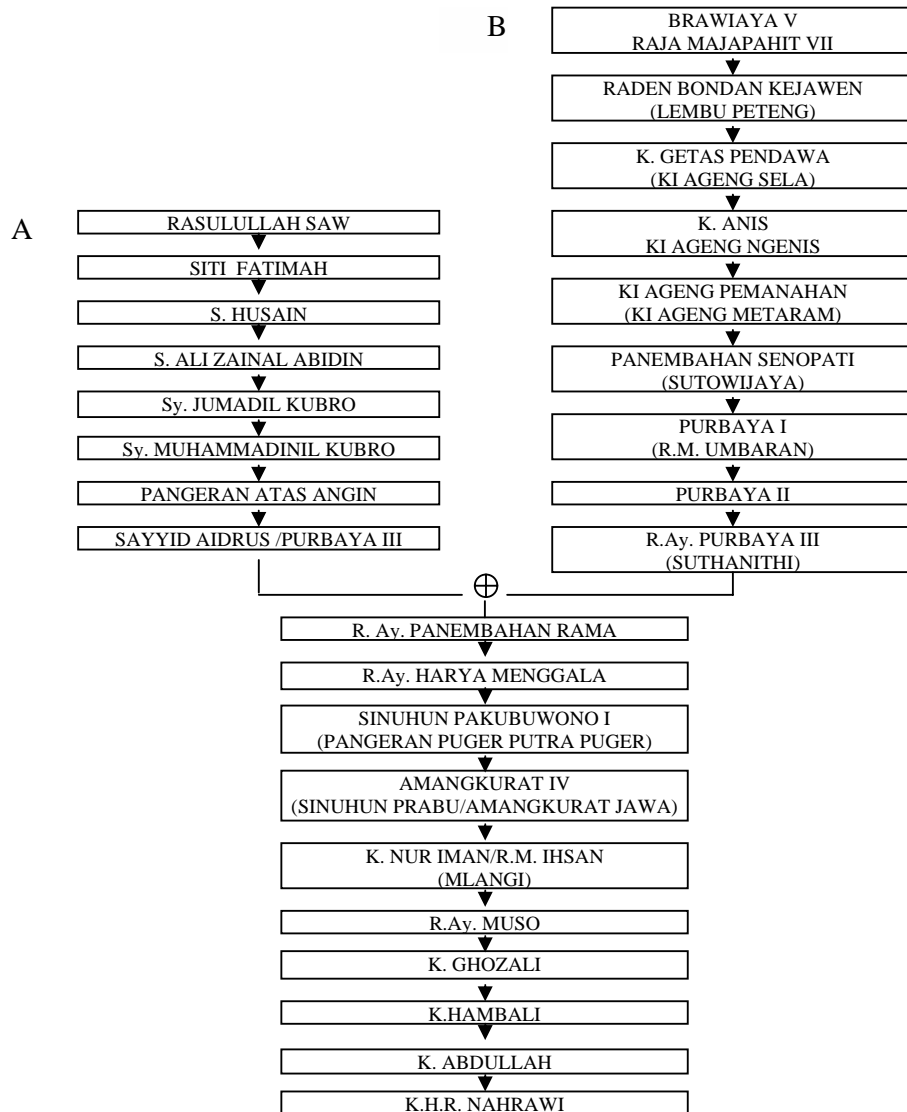 A
RASULULLAH SAW
SITI FATIMAH
S. HUSAIN
S. ALI ZAINAL ABIDIN
Sy. JUMADIL KUBRO
Sy. MUHAMMADINIL KUBRO
PANGERAN ATAS ANGIN
SAYYID AIDRUS /PURBAYA III
B
BRAWIAYA V
RAJA MAJAPAHIT VII
RADEN BONDAN KEJAWEN
(LEMBU PETENG)
K. GETAS PENDAWA
(KI AGENG SELA)
K. ANIS
KI AGENG NGENIS
KI AGENG PEMANAHAN
(KI AGENG METARAM)
PANEMBAHAN SENOPATI
(SUTOWIJAYA)
PURBAYA I
(R.M. UMBARAN)
PURBAYA II
R.Ay. PURBAYA III
(SUTHANITHI)
R. Ay. PANEMBAHAN RAMA
R.Ay. HARYA MENGGALA
SINUHUN PAKUBUWONO I
(PANGERAN PUGER PUTRA PUGER)
AMANGKURAT IV
(SINUHUN PRABU/AMANGKURAT JAWA)
K. NUR IMAN/R.M. IHSAN
(MLANGI)
R.Ay. MUSO
K. GHOZALI
K.HAMBALI
K. ABDULLAH
K.H.R. NAHRAWI